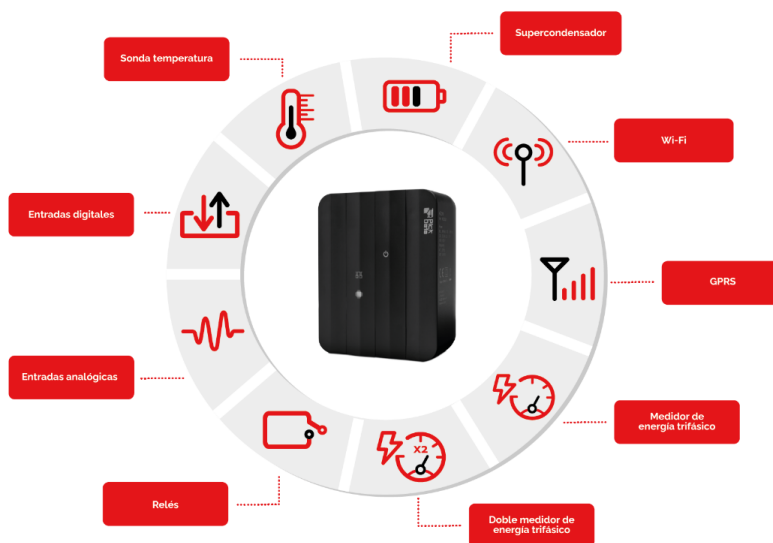 Supercondensador
Sonda temperatura
Wi-Fi
Entradas digitales
GPRS
Entradas analógicas
Medidor de
energía trifásico
X2
Relés
Doble medidor de
energía trifásico